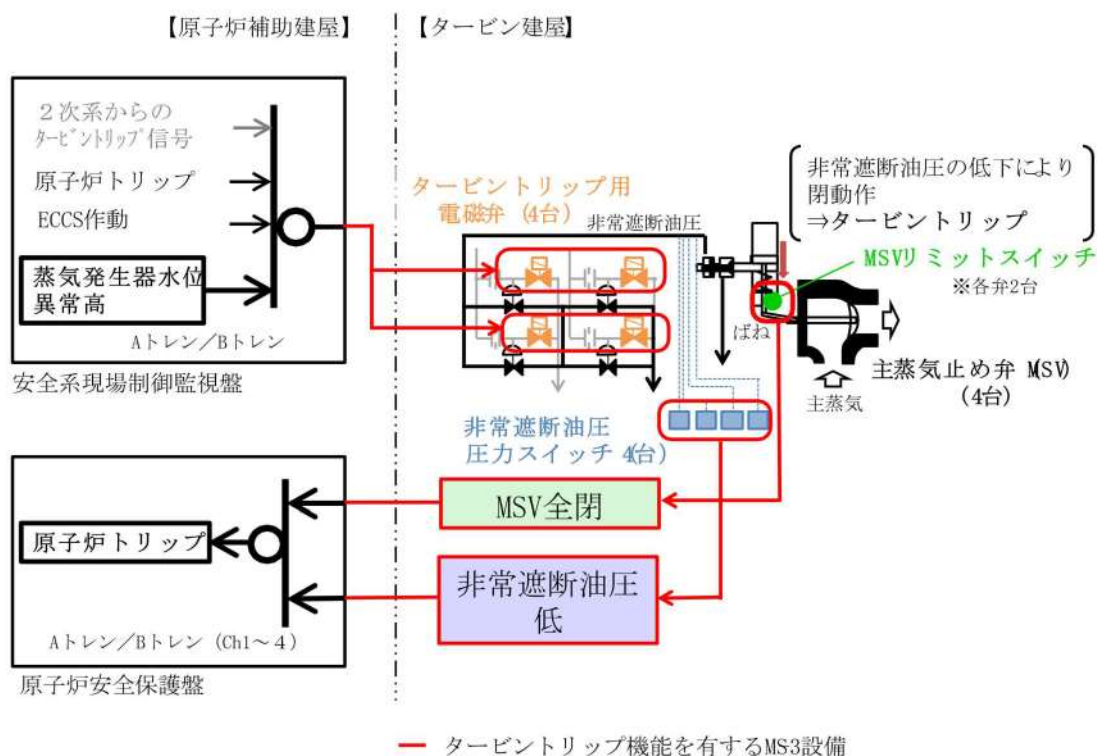 【原子炉補助建屋】
【タービン建屋】
２次系からの
タービントリップ信号
原子炉トリップ
ECCS作動
蒸気発生器水位
異常高
Aトレン／Bトレン
安全系現場制御監視盤
タービントリップ用
電磁弁 (4台)
非常遮断油圧
非常遮断油圧の低下により
閉動作
⇒タービントリップ
MSVリミットスイッチ
※各弁2台
ばね
主蒸気止め弁 MSV)
(4台)
主蒸気
非常遮断油圧
圧力スイッチ 4台)
MSV全閉
原子炉トリップ
非常遮断油圧
低
Aトレン／Bトレン (Ch1～4)
原子炉安全保護盤
タービントリップ機能を有するMS-3設備